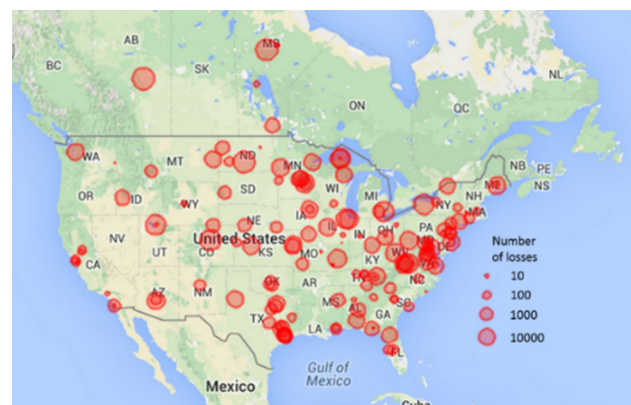 AB
MB
BC
SK
NL
ON
QC
WA
MT
ND
MN
NB
PE
NS
OR
ID
SD
WI
MI
NH
ME
WY
NY
MA
IA
PA
NV
NE
IL
IN
OH
UT
United States
CO
KS
MO
WV
DE
KY
VA
CA
AZ
NM
OK
AR
TN
NC
MS
AL
SC
GA
TX
LA
FL
Gulf of
Mexico
Mexico
Cuba
Number
of losses
10
100
1000
10000